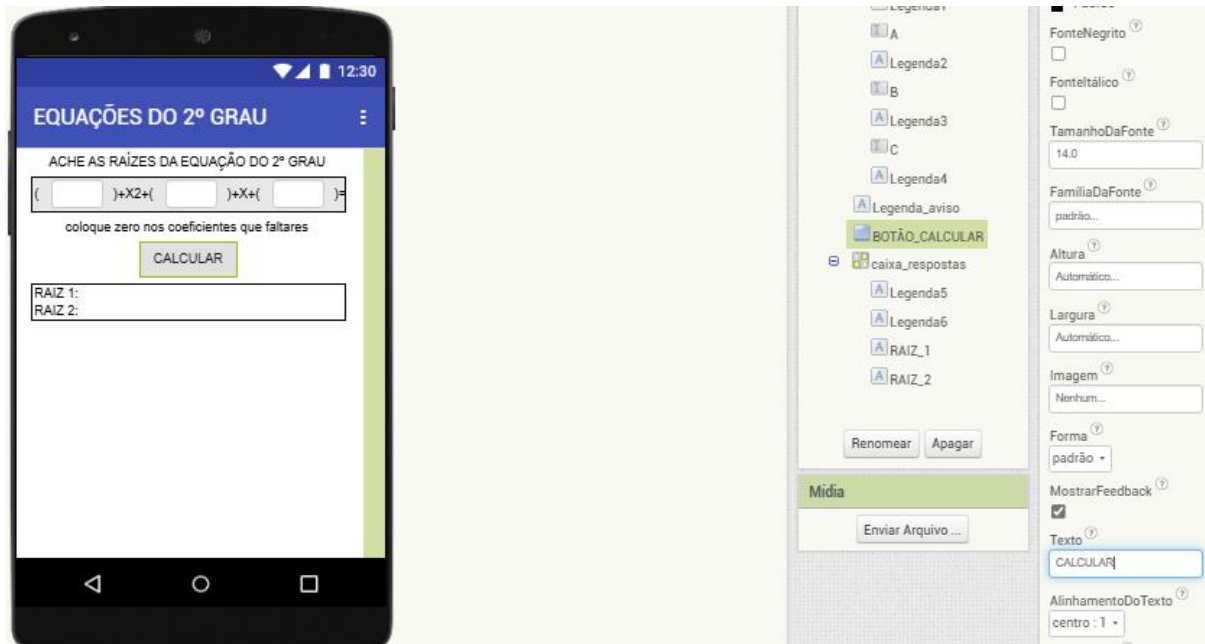 12:30
EQUAÇÕES DO 2º GRAU
ACHE AS RAÍZES DA EQUAÇÃO DO 2º GRAU
( )+X2+( )+X+( )=
coloque zero nos coeficientes que faltares
CALCULAR
RAIZ 1:
RAIZ 2:
Legenda1
A
Legenda2
B
Legenda3
C
Legenda4
Legenda_aviso
BOTÃO_CALCULAR
caixa_respostas
Legenda5
Legenda6
RAIZ_1
RAIZ_2
Renomear Apagar
Mídia
Enviar Arquivo ...
FonteNegrito
FonteItálico
TamanhoDaFonte
14.0
FamíliaDaFonte
padrão...
Altura
Automático...
Largura
Automático...
Imagem
Nenhum...
Forma
padrão
MostrarFeedback
Texto
CALCULAR
AlinhamentoDoTexto
centro : 1